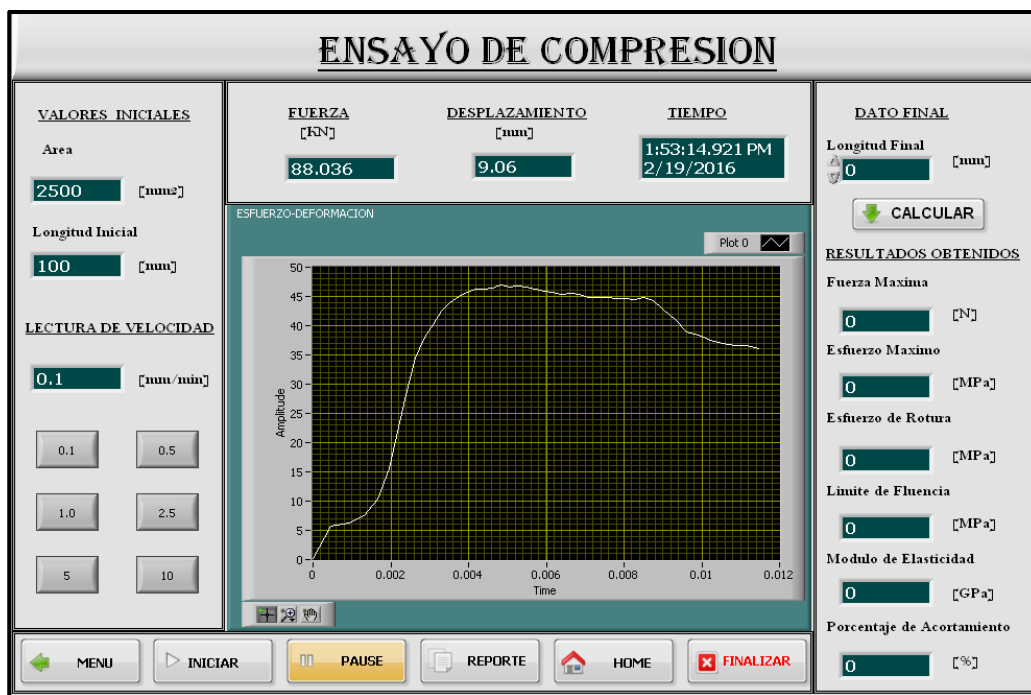 ENSAYO DE COMPRESION
VALORES INICIALES
Area
2500 [mm2]
Longitud Inicial
100 [mm]
LECTURA DE VELOCIDAD
0.1 [mm/min]
0.1 0.5
1.0 2.5
5 10
FUERZA
[KN]
88.036
DESPLAZAMIENTO
[mm]
9.06
TIEMPO
1:53:14.921 PM
2/19/2016
ESFUERZO-DEFORMACION
Plot 0
Amplitude
50
45
40
35
30
25
20
15
10
5
0
0 0.002 0.004 0.006 0.008 0.01 0.012
Time
DATO FINAL
Longitud Final
0 [mm]
CALCULAR
RESULTADOS OBTENIDOS
Fuerza Maxima
0 [N]
Esfuerzo Maximo
0 [MPa]
Esfuerzo de Rotura
0 [MPa]
Limite de Fluencia
0 [MPa]
Modulo de Elasticidad
0 [GPa]
Porcentaje de Acortamiento
0 [%]
MENU INICIAR PAUSE REPORTE HOME FINALIZAR